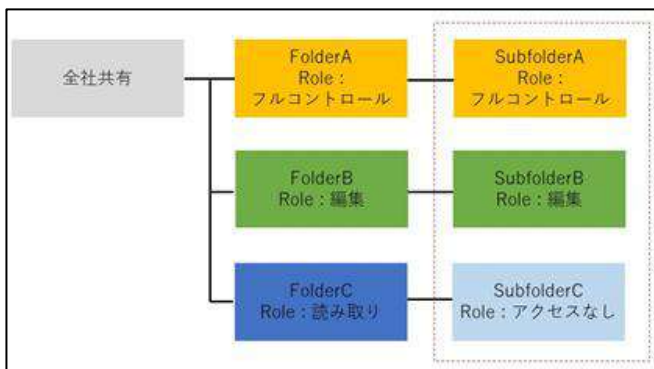 全社共有
FolderA
Role：
フルコントロール
SubfolderA
Role：
フルコントロール
FolderB
Role：編集
SubfolderB
Role：編集
FolderC
Role：読み取り
SubfolderC
Role：アクセスなし